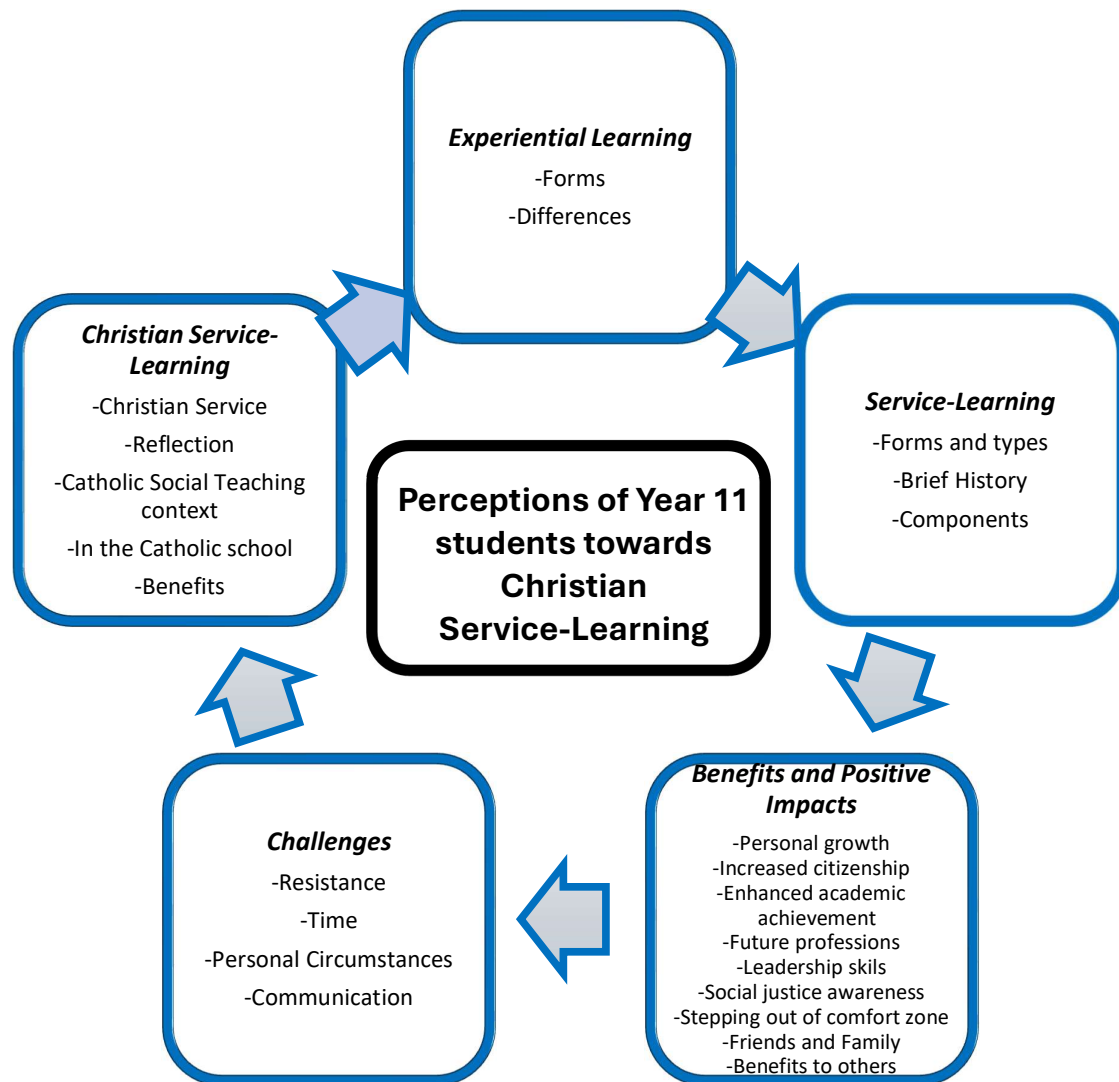 Experiential Learning
-Forms
-Differences
Service-Learning
-Forms and types
-Brief History
-Components
Benefits and Positive
Impacts
-Personal growth
-Increased citizenship
-Enhanced academic
achievement
-Future professions
-Leadership skils
-Social justice awareness
-Stepping out of comfort zone
-Friends and Family
-Benefits to others
Challenges
-Resistance
-Time
-Personal Circumstances
-Communication
Christian Service-
Learning
-Christian Service
-Reflection
-Catholic Social Teaching
context
-In the Catholic school
-Benefits
Perceptions of Year 11
students towards
Christian
Service-Learning